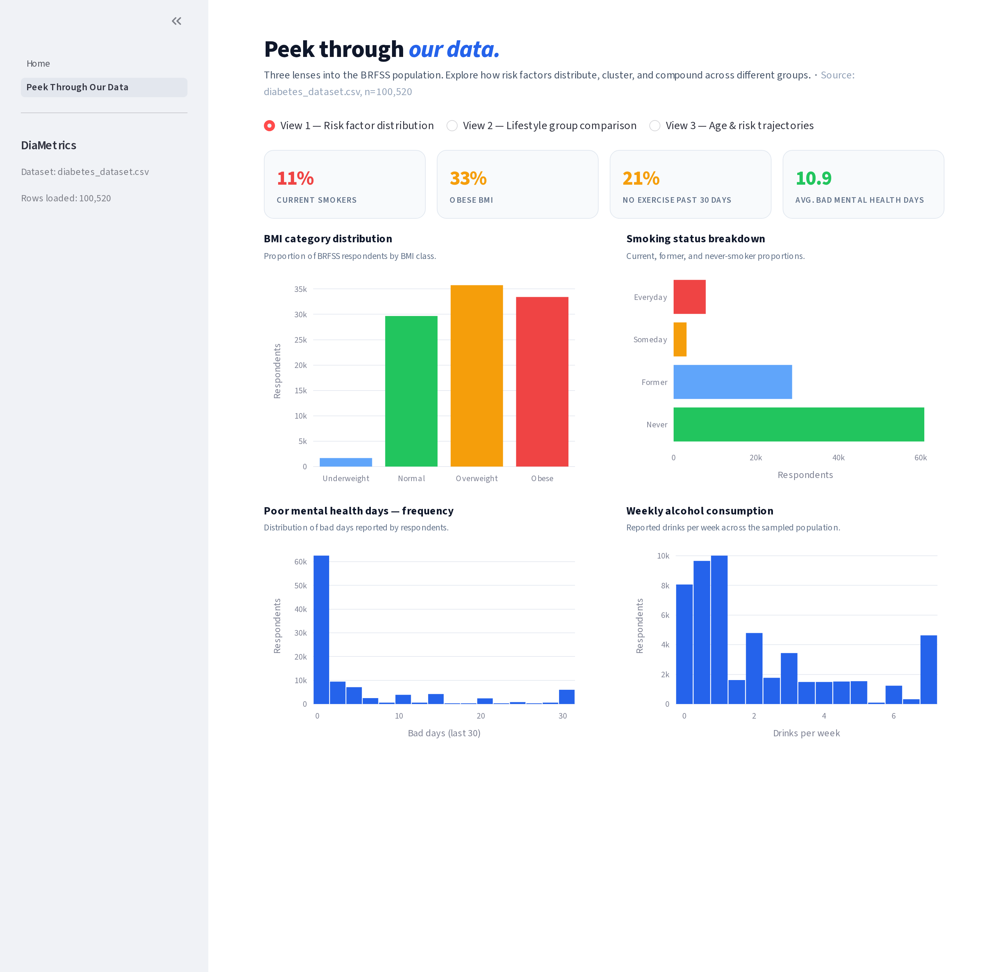 Home
Peek Through Our Data
DiaMetrics
Dataset: diabetes_dataset.csv
Rows loaded: 100,520
Peek through our data.
Three lenses into the BRFSS population. Explore how risk factors distribute, cluster, and compound across different groups. · Source:
diabetes_dataset.csv, n=100,520
View 1 — Risk factor distribution View 2 — Lifestyle group comparison View 3 — Age & risk trajectories
11%
CURRENT SMOKERS
33%
OBESE BMI
21%
NO EXERCISE PAST 30 DAYS
10.9
AVG. BAD MENTAL HEALTH DAYS
BMI category distribution
Proportion of BRFSS respondents by BMI class.
35k
30k
25k
20k
15k
10k
5k
0
Respondents
Underweight Normal Overweight Obese
Smoking status breakdown
Current, former, and never-smoker proportions.
Everyday
Someday
Former
Never
0 20k 40k 60k
Respondents
Poor mental health days — frequency
Distribution of bad days reported by respondents.
60k
50k
40k
30k
20k
10k
0
Respondents
0 10 20 30
Bad days (last 30)
Weekly alcohol consumption
Reported drinks per week across the sampled population.
10k
8k
6k
4k
2k
0
Respondents
0 2 4 6
Drinks per week